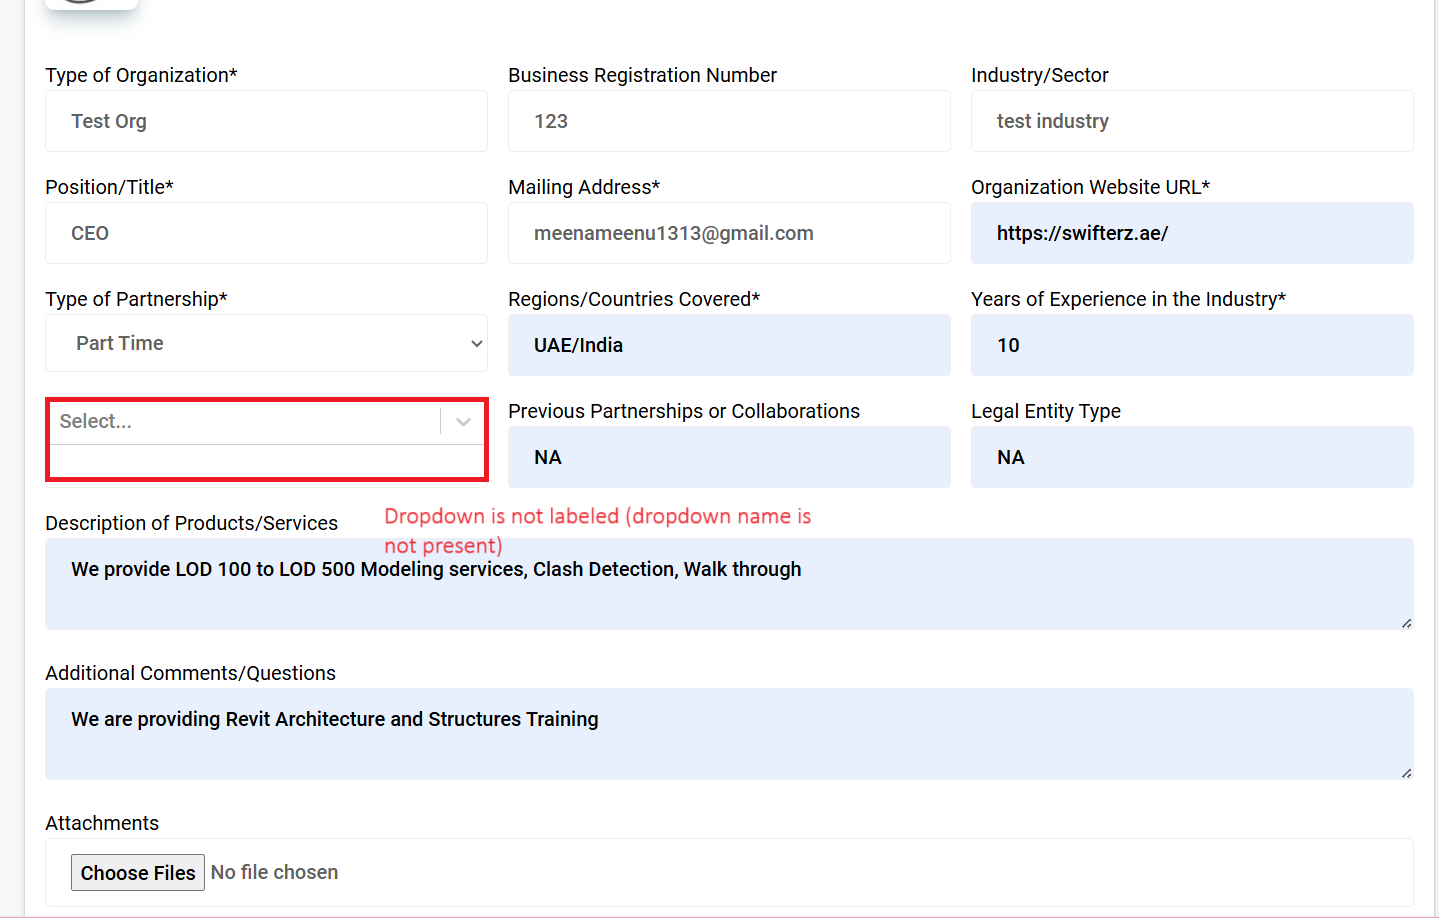 Type of Organization*
Business Registration Number
Industry/Sector
Test Org
123
test industry
Position/Title*
Mailing Address*
Organization Website URL*
CEO
meenameenu1313@gmail.com
https://swifterz.ae/
Type of Partnership*
Regions/Countries Covered*
Years of Experience in the Industry*
Part Time
UAE/India
10
Select...
Previous Partnerships or Collaborations
Legal Entity Type
NA
NA
Description of Products/Services
Dropdown is not labeled (dropdown name is
not present)
We provide LOD 100 to LOD 500 Modeling services, Clash Detection, Walk through
Additional Comments/Questions
We are providing Revit Architecture and Structures Training
Attachments
Choose Files No file chosen